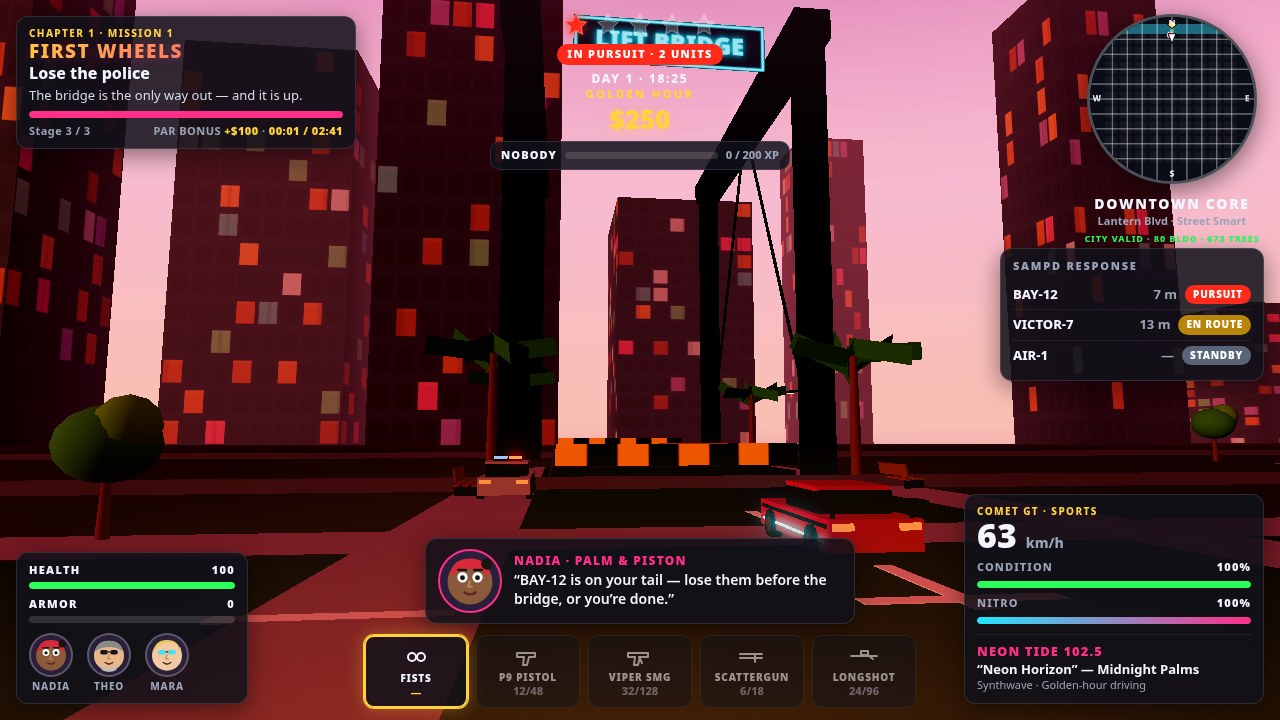 CHAPTER 1 · MISSION 1
FIRST WHEELS
Lose the police
The bridge is the only way out — and it is up.
Stage 3 / 3
PAR BONUS +$100 · 00:01 / 02:41
LIFT BRIDGE
IN PURSUIT · 2 UNITS
DAY 1 · 18:25
GOLDEN HOUR
$250
NOBODY
0 / 200 XP
N
W
E
S
DOWNTOWN CORE
Lantern Blvd · Street Smart
CITY VALID · 80 BLDG · 673 TREES
SAMPD RESPONSE
BAY-12 7 m PURSUIT
VICTOR-7 13 m EN ROUTE
AIR-1 — STANDBY
HEALTH 100
ARMOR 0
NADIA THEO MARA
NADIA · PALM & PISTON
“BAY-12 is on your tail — lose them before the
bridge, or you’re done.”
FISTS
—
P9 PISTOL
12/48
VIPER SMG
32/128
SCATTERGUN
6/18
LONGSHOT
24/96
COMET GT · SPORTS
63 km/h
CONDITION 100%
NITRO 100%
NEON TIDE 102.5
“Neon Horizon” — Midnight Palms
Synthwave · Golden-hour driving